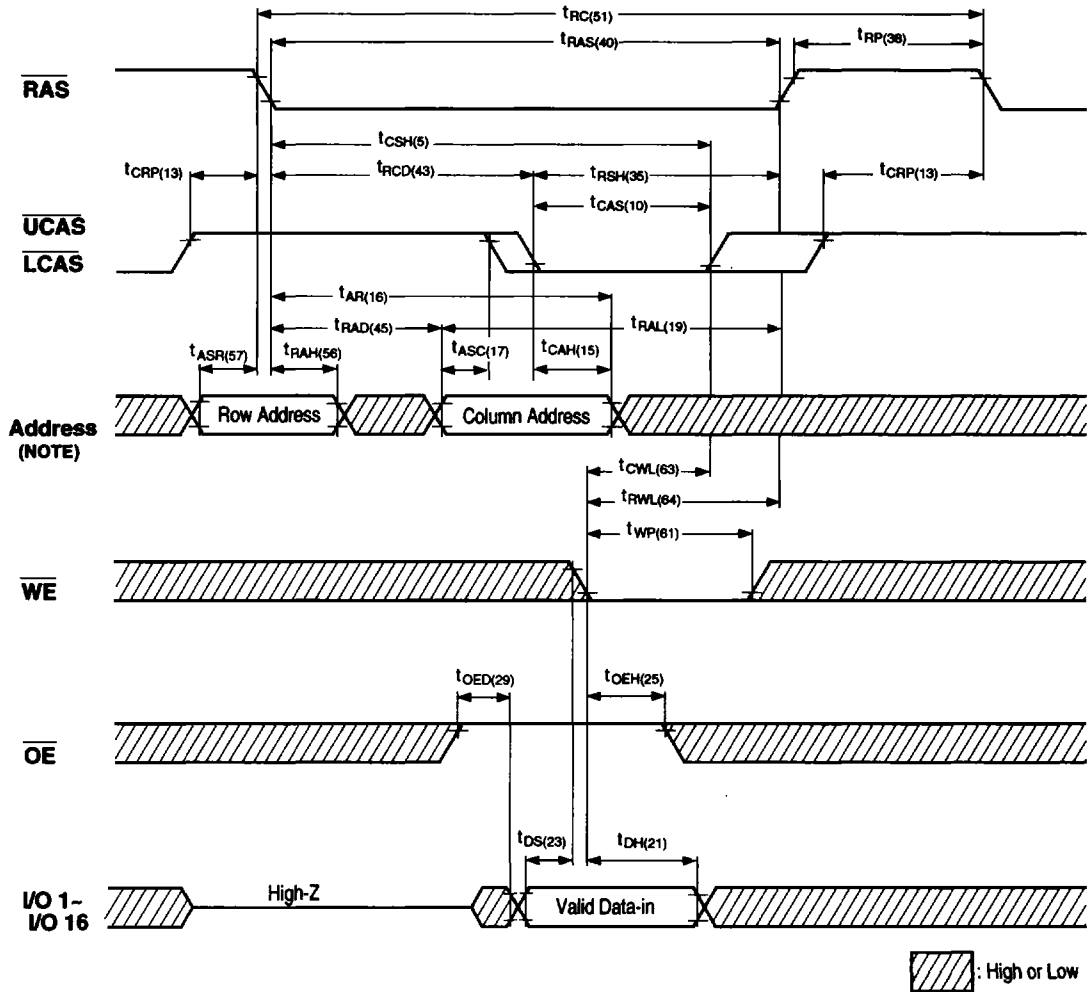 tRC(51)
tRAS(40)
tRP(38)
RAS
tCSH(5)
tCRP(13)
tRCD(43)
tRSH(35)
tCRP(13)
tCAS(10)
UCAS
LCAS
tAR(16)
tRAD(45)
tRAL(19)
tASR(57)
tRAH(56)
tASC(17)
tCAH(15)
Address
(NOTE)
Row Address
Column Address
tCWL(63)
tRWL(64)
tWP(61)
WE
tOED(29)
tOEH(25)
OE
tDS(23)
tDH(21)
I/O 1~
I/O 16
High-Z
Valid Data-in
: High or Low